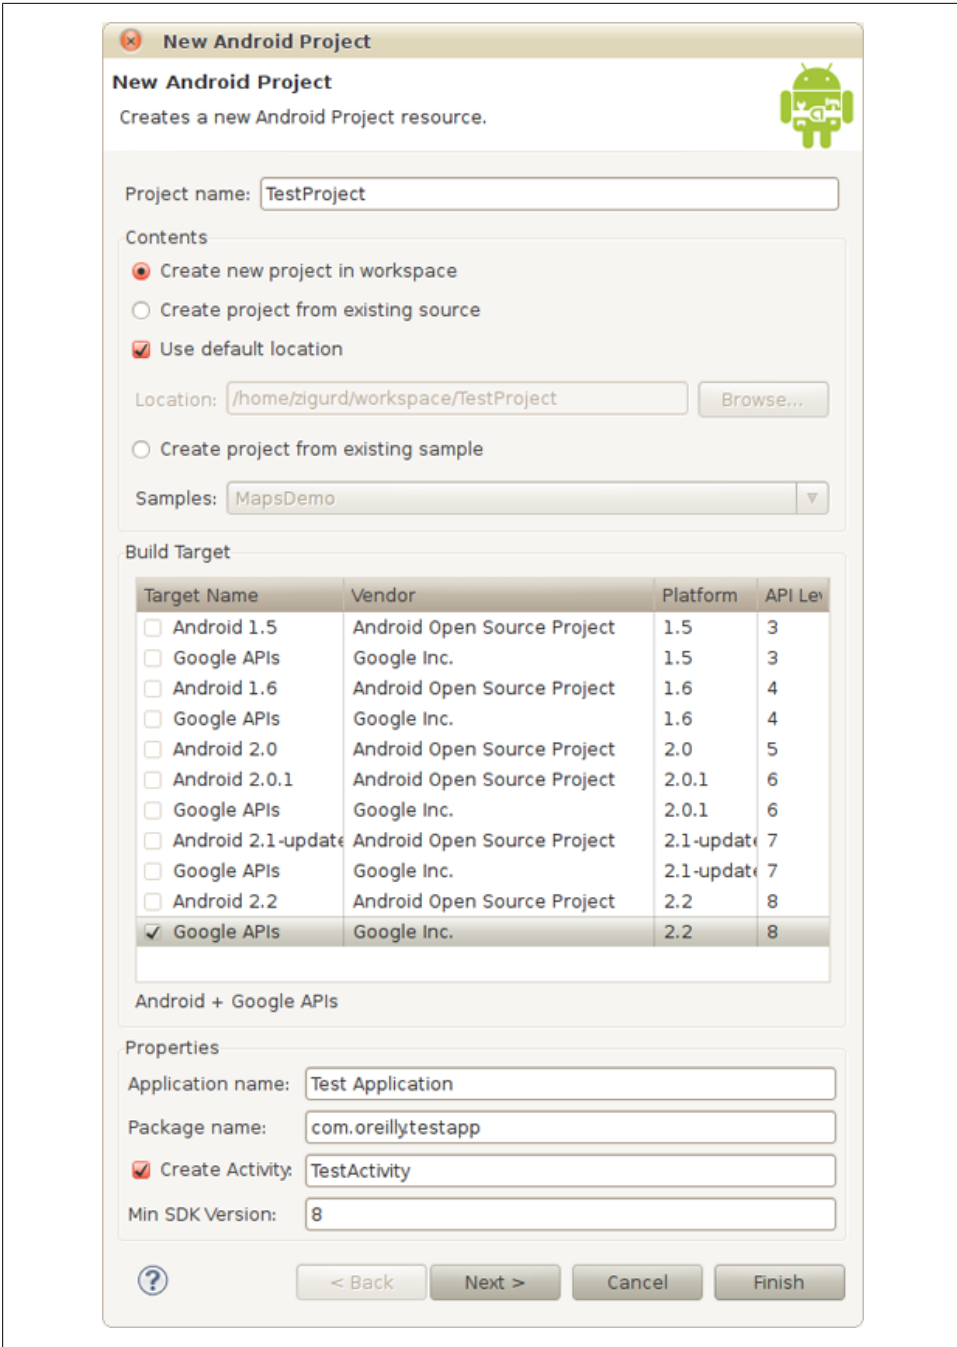 New Android Project
New Android Project
Creates a new Android Project resource.
Project name: TestProject
Contents
Create new project in workspace
Create project from existing source
Use default location
Location: /home/zigurd/workspace/TestProject Browse...
Create project from existing sample
Samples: MapsDemo
Build Target
Target Name Vendor Platform API Lev
Android 1.5 Android Open Source Project 1.5 3
Google APIs Google Inc. 1.5 3
Android 1.6 Android Open Source Project 1.6 4
Google APIs Google Inc. 1.6 4
Android 2.0 Android Open Source Project 2.0 5
Android 2.0.1 Android Open Source Project 2.0.1 6
Google APIs Google Inc. 2.0.1 6
Android 2.1-update Android Open Source Project 2.1-update 7
Google APIs Google Inc. 2.1-update 7
Android 2.2 Android Open Source Project 2.2 8
Google APIs Google Inc. 2.2 8
Android + Google APIs
Properties
Application name: Test Application
Package name: com.oreilly.testapp
Create Activity: TestActivity
Min SDK Version: 8
? < Back Next > Cancel Finish